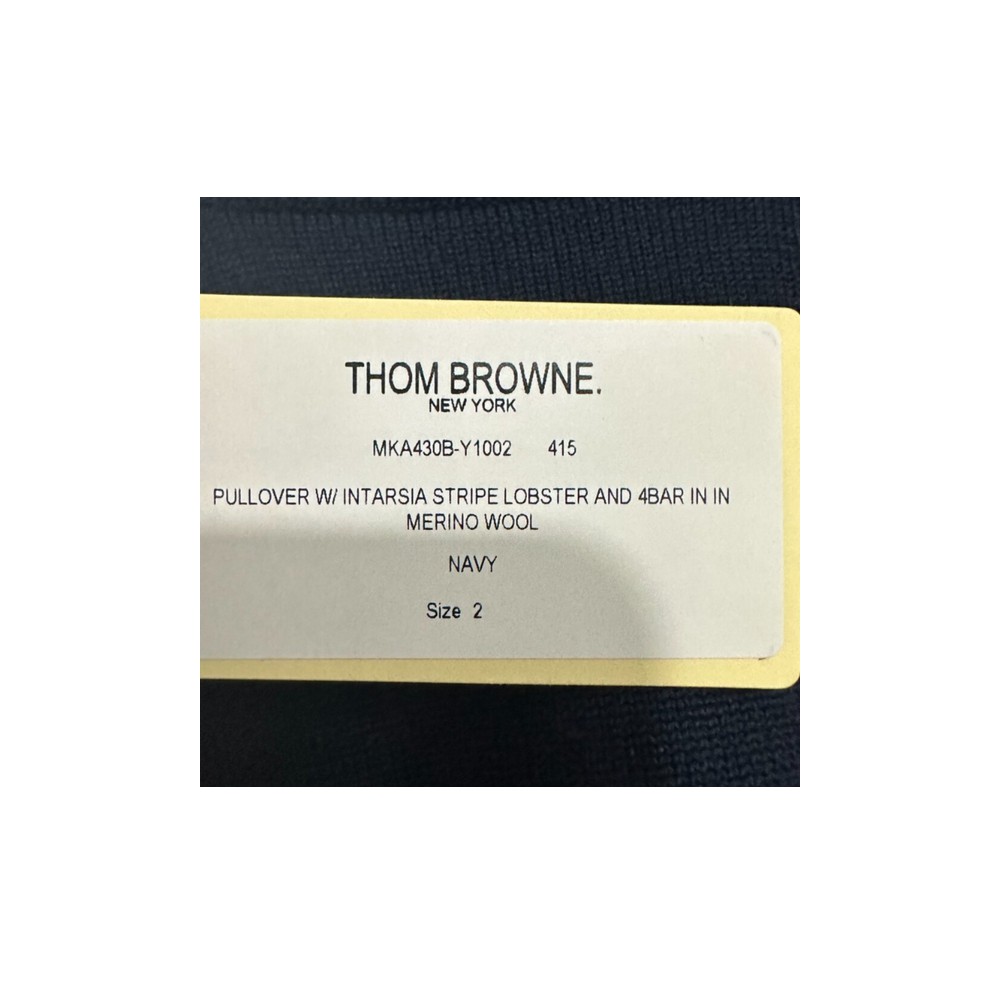 THOM BROWNE.
NEW YORK
MKA430B-Y1002 415
PULLOVER W/ INTARSIA STRIPE LOBSTER AND 4BAR IN IN
MERINO WOOL
NAVY
Size 2